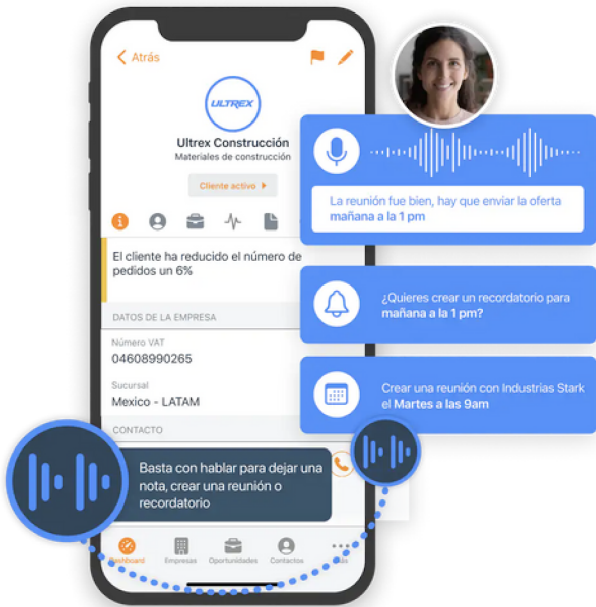 Atrás
ULTREX
Ultrex Construcción
Materiales de construcción
Cliente activo
La reunión fue bien, hay que enviar la oferta
mañana a la 1 pm
El cliente ha reducido el número de
pedidos un 6%
¿Quieres crear un recordatorio para
mañana a la 1 pm?
DATOS DE LA EMPRESA
Número VAT
04608990265
Sucursal
Mexico - LATAM
Crear una reunión con Industrias Stark
el Martes a las 9am
CONTACTO
Basta con hablar para dejar una
nota, crear una reunión o
recordatorio
Dashboard
Empresas
Oportunidades
Contactos
Más